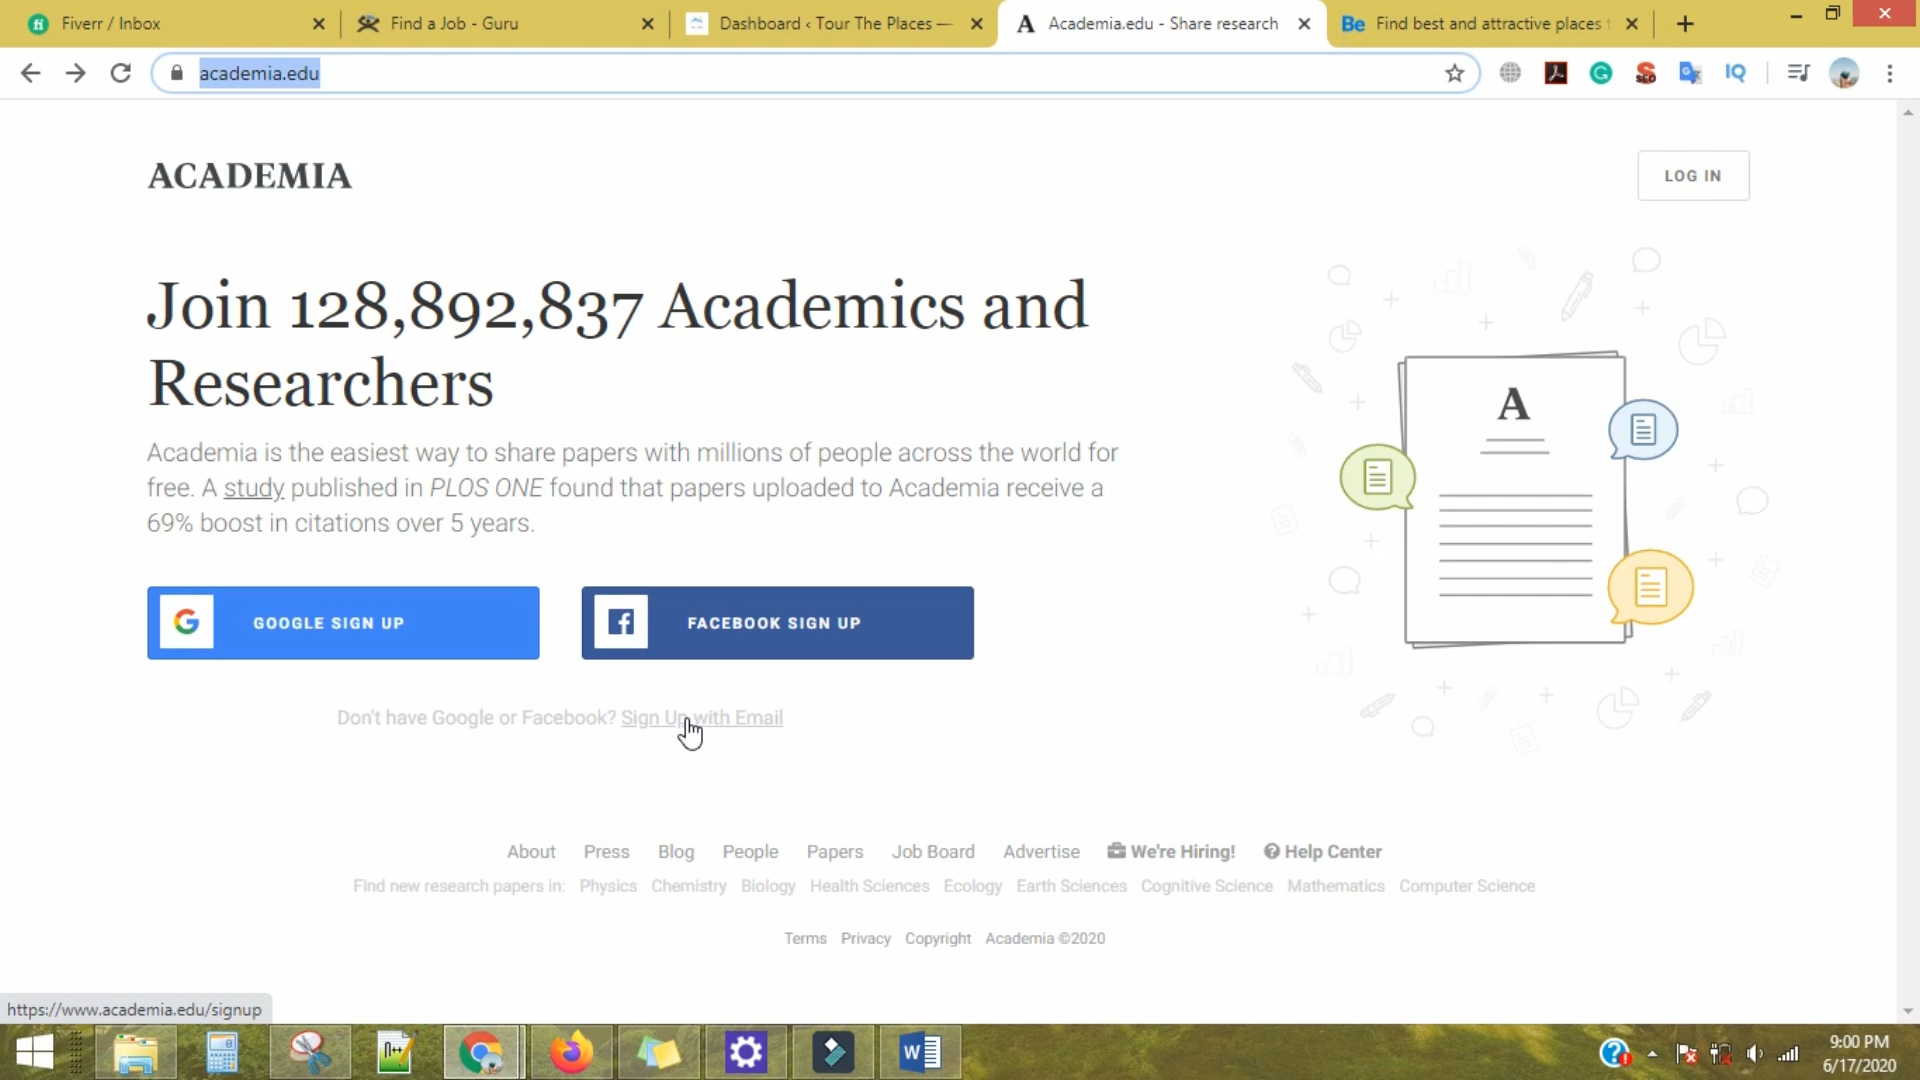 Fiverr / Inbox
Find a Job - Guru
Dashboard ‹ Tour The Places —
Academia.edu - Share research
Be Find best and attractive places t
academia.edu
SEO
IQ
ACADEMIA
LOG IN
Join 128,892,837 Academics and
Researchers
A
Academia is the easiest way to share papers with millions of people across the world for
free. A study published in PLOS ONE found that papers uploaded to Academia receive a
69% boost in citations over 5 years.
GOOGLE SIGN UP
FACEBOOK SIGN UP
Don't have Google or Facebook? Sign Up with Email
About Press Blog People Papers Job Board Advertise We're Hiring! Help Center
Find new research papers in: Physics Chemistry Biology Health Sciences Ecology Earth Sciences Cognitive Science Mathematics Computer Science
Terms Privacy Copyright Academia ©2020
https://www.academia.edu/signup
9:00 PM
6/17/2020